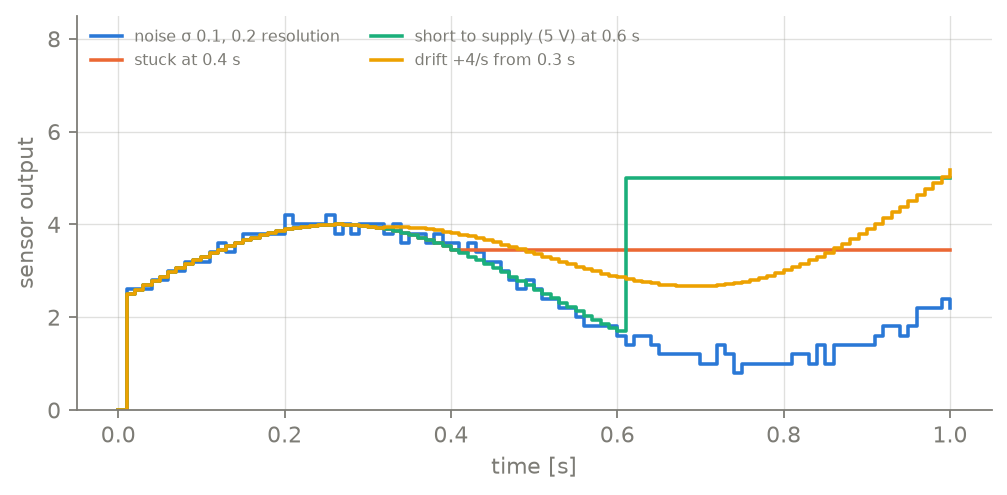 noise σ 0.1, 0.2 resolution
stuck at 0.4 s
short to supply (5 V) at 0.6 s
drift +4/s from 0.3 s
sensor output
8
6
4
2
0
0.0 0.2 0.4 0.6 0.8 1.0
time [s]